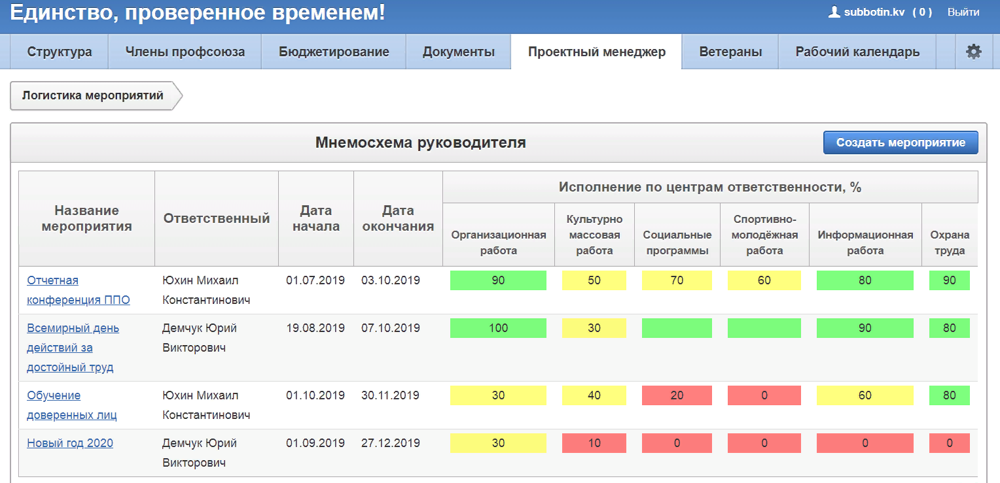 Единство, проверенное временем!
subbotin.kv ( 0 ) Выйти
Структура Члены профсоюза Бюджетирование Документы Проектный менеджер Ветераны Рабочий календарь
Логистика мероприятий
Мнемосхема руководителя Создать мероприятие
Название мероприятия
Ответственный
Дата начала
Дата окончания
Исполнение по центрам ответственности, %
Организационная работа
Культурно массовая работа
Социальные программы
Спортивно-молодёжная работа
Информационная работа
Охрана труда
Отчетная Юхин Михаил 01.07.2019 03.10.2019 90 50 70 60 80 90
конференция ППО Константинович
Всемирный день Демчук Юрий 19.08.2019 07.10.2019 100 30 90 80
действий за Викторович
достойный труд
Обучение Юхин Михаил 01.10.2019 30.11.2019 30 40 20 0 60 80
доверенных лиц Константинович
Новый год 2020 Демчук Юрий 01.09.2019 27.12.2019 30 10 0 0 0 0
Викторович